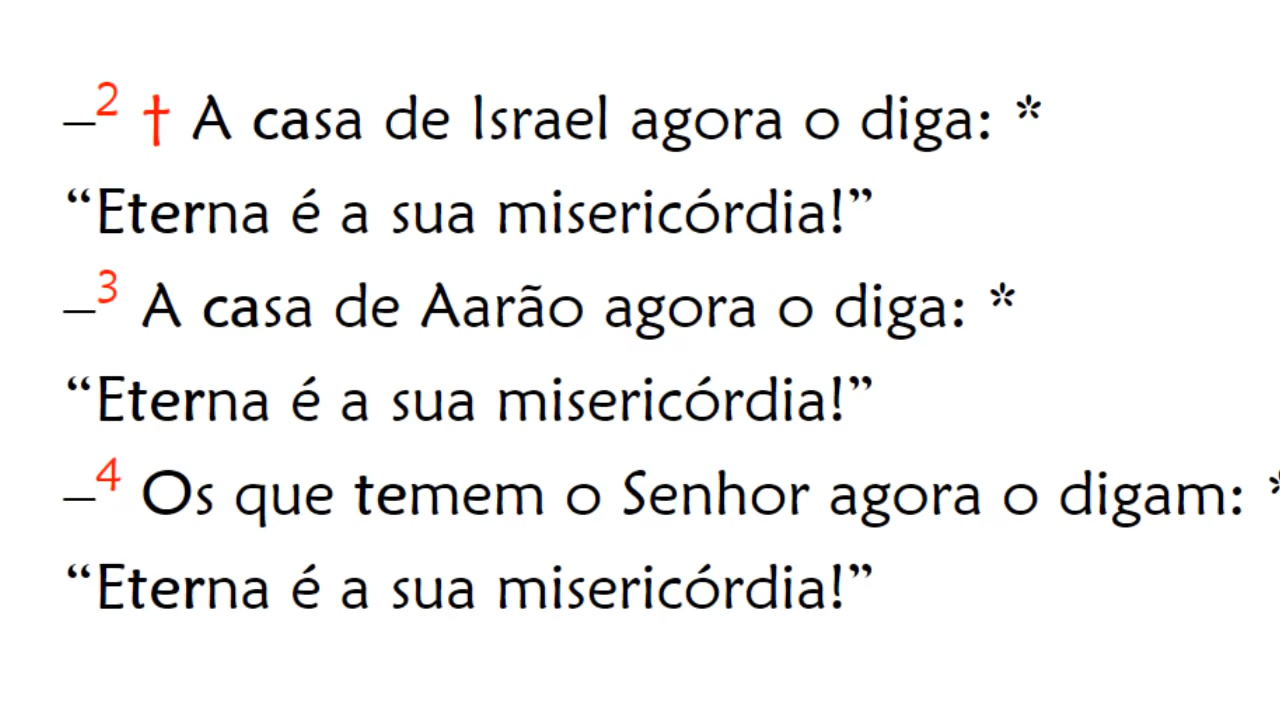 –2 † A casa de Israel agora o diga: *
“Eterna é a sua misericórdia!”
–3 A casa de Aarão agora o diga: *
“Eterna é a sua misericórdia!”
–4 Os que temem o Senhor agora o digam: *
“Eterna é a sua misericórdia!”